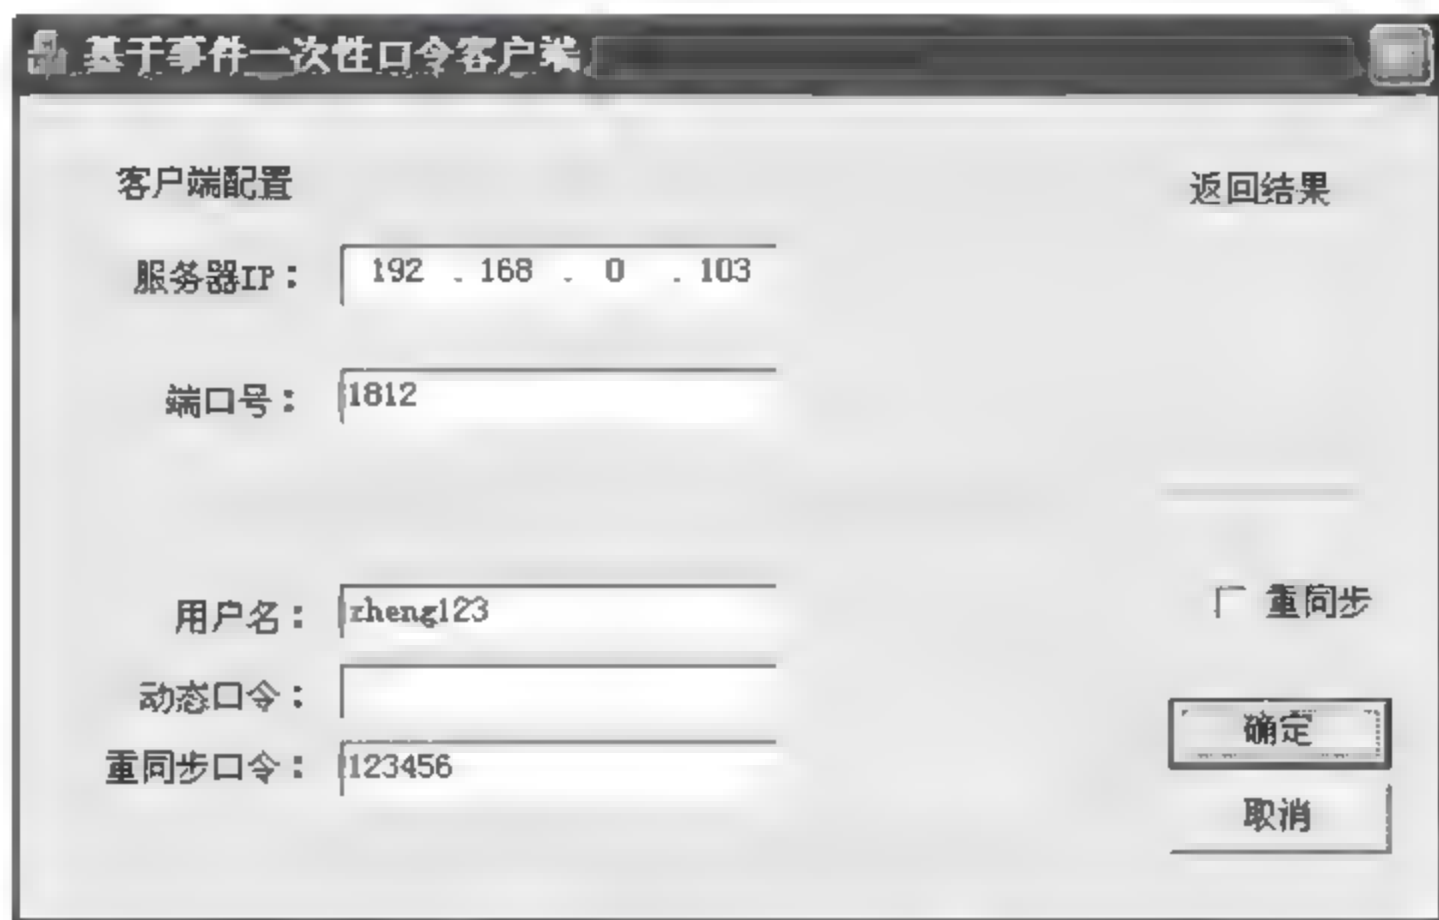 基于事件一次性口令客户端
客户端配置
返回结果
服务器IP： 192 . 168 . 0 . 103
端口号： 1812
用户名： zheng123
重同步
动态口令：
确定
重同步口令： 123456
取消